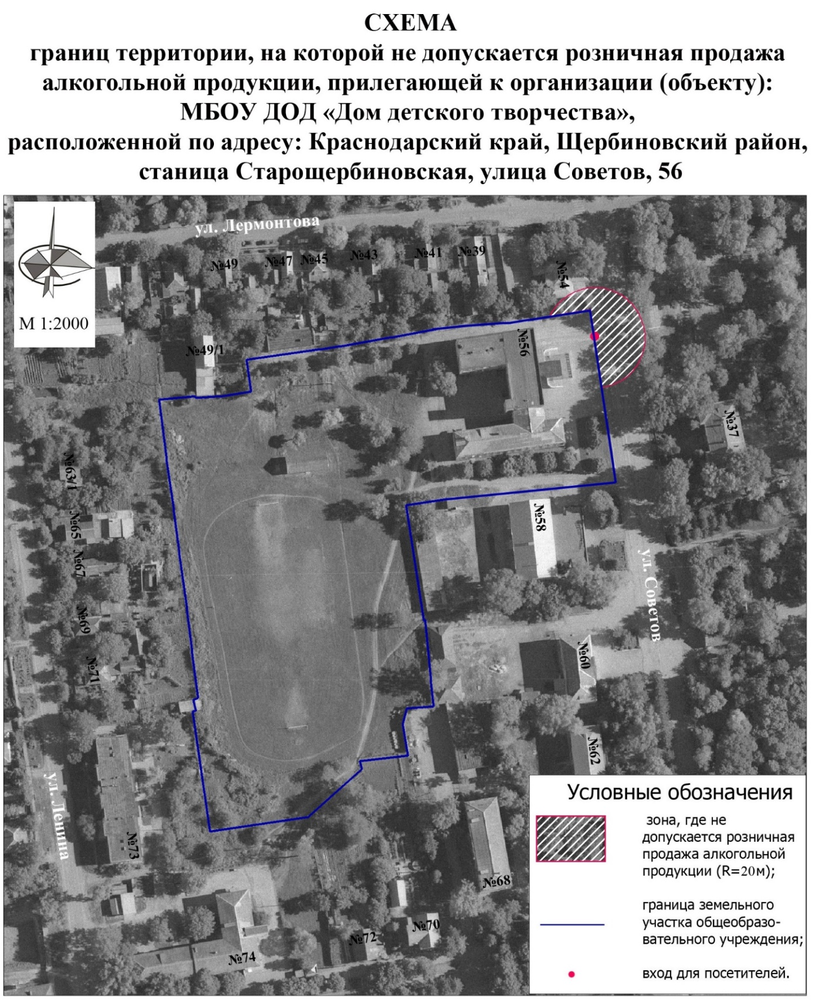 СХЕМА
границ территории, на которой не допускается розничная продажа
алкогольной продукции, прилегающей к организации (объекту):
МБОУ ДОД «Дом детского творчества»,
расположенной по адресу: Краснодарский край, Щербиновский район,
станица Старощербиновская, улица Советов, 56
ул. Лермонтова
№49
№47
№45
№43
№41
№39
№54
М 1:2000
№49/1
№56
№37
№63/1
№65
№58
№67
ул. Советов
№69
№60
№71
№62
ул. Ленина
№73
№68
№70
№72
№74
Условные обозначения
зона, где не
допускается розничная
продажа алкогольной
продукции (R=20м);
граница земельного
участка общеобразо-
вательного учреждения;
вход для посетителей.